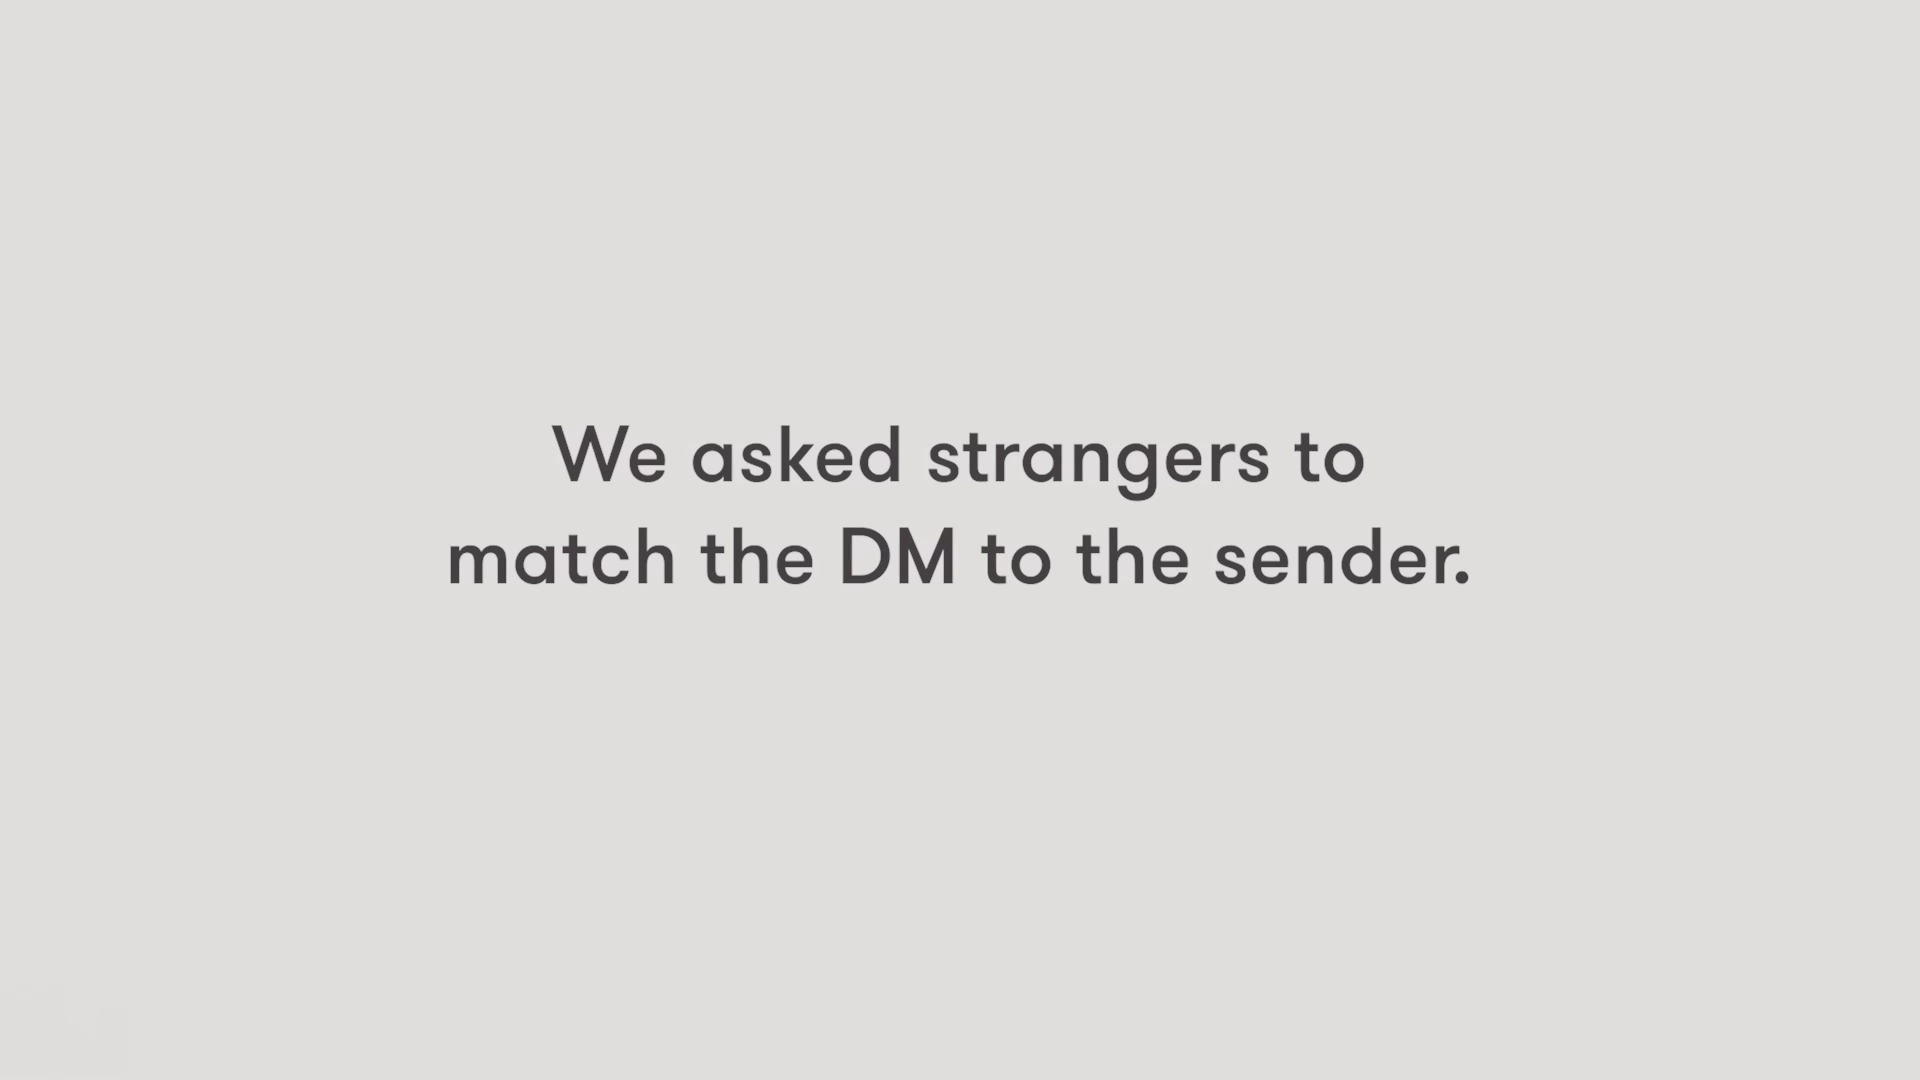 We asked strangers to
match the DM to the sender.